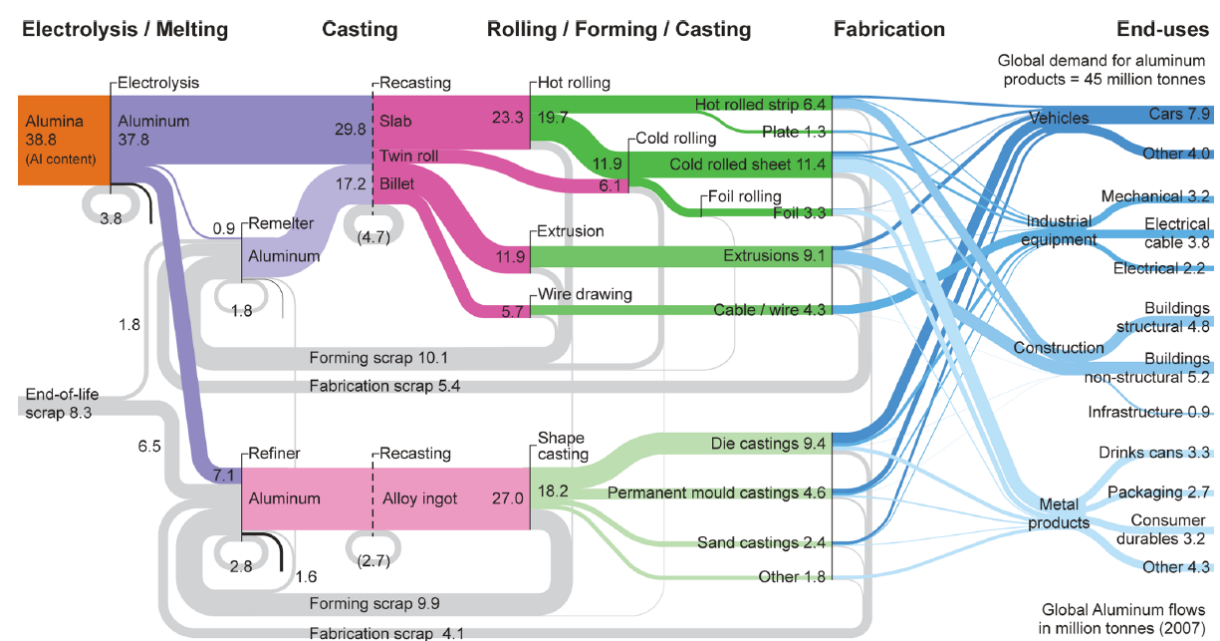 Electrolysis / Melting
Casting
Rolling / Forming / Casting
Fabrication
End-uses
Global demand for aluminum
products = 45 million tonnes
Electrolysis
Recasting
Hot rolling
Alumina
38.8
(Al content)
Aluminum
37.8
29.8
Slab
23.3
19.7
Hot rolled strip 6.4
Plate 1.3
Vehicles
Cars 7.9
Other 4.0
Cold rolling
Twin roll
11.9
Cold rolled sheet 11.4
17.2
Billet
6.1
Foil rolling
Foil 3.3
3.8
0.9
Remelter
Aluminum
(4.7)
Extrusion
11.9
Extrusions 9.1
Industrial
equipment
Mechanical 3.2
Electrical
cable 3.8
Electrical 2.2
1.8
1.8
Wire drawing
5.7
Cable / wire 4.3
Buildings
structural 4.8
Construction
Buildings
non-structural 5.2
Infrastructure 0.9
Forming scrap 10.1
Fabrication scrap 5.4
End-of-life
scrap 8.3
6.5
7.1
Refiner
Aluminum
Recasting
Alloy ingot
27.0
Shape
casting
18.2
Die castings 9.4
Permanent mould castings 4.6
Sand castings 2.4
Other 1.8
Metal
products
Drinks cans 3.3
Packaging 2.7
Consumer
durables 3.2
Other 4.3
2.8
1.6
(2.7)
Forming scrap 9.9
Fabrication scrap 4.1
Global Aluminum flows
in million tonnes (2007)